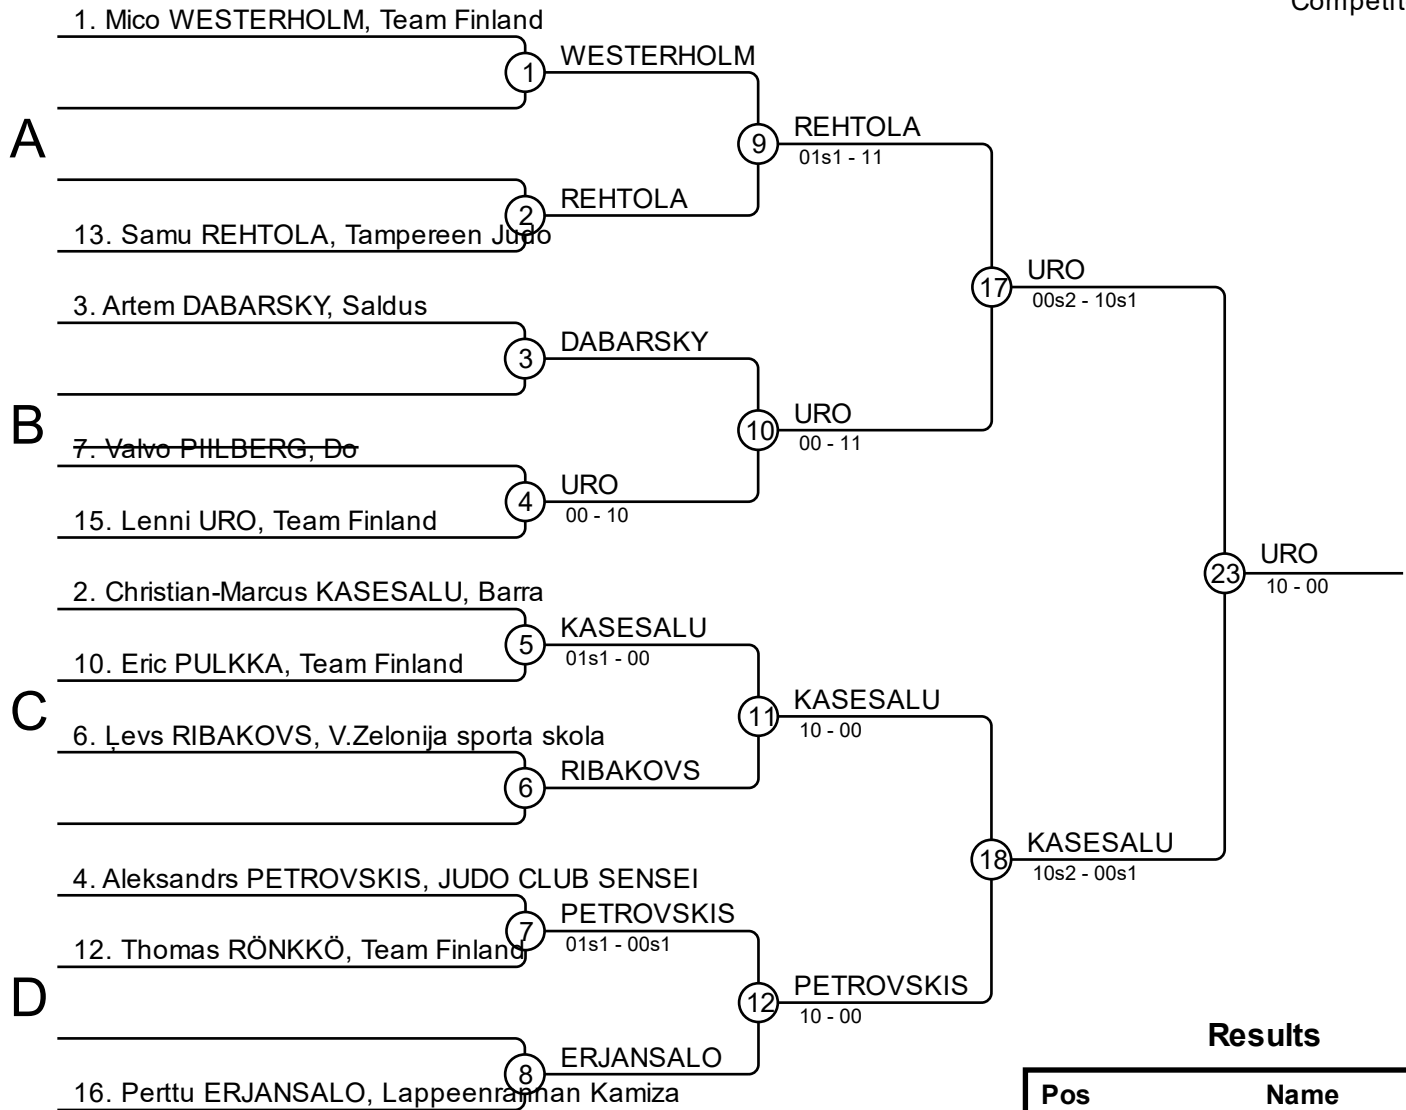 Competit
1. Mico WESTERHOLM, Team Finland
1
WESTERHOLM
A
9
REHTOLA
01s1 - 11
2
REHTOLA
13. Samu REHTOLA, Tampereen Judo
17
URO
00s2 - 10s1
3. Artem DABARSKY, Saldus
3
DABARSKY
B
10
URO
00 - 11
7. Valvo PIILBERG, Do
4
URO
00 - 10
15. Lenni URO, Team Finland
23
URO
10 - 00
2. Christian-Marcus KASESALU, Barra
5
KASESALU
01s1 - 00
10. Eric PULKKA, Team Finland
C
11
KASESALU
10 - 00
6. Ļevs RIBAKOVS, V.Zelonija sporta skola
6
RIBAKOVS
18
KASESALU
10s2 - 00s1
4. Aleksandrs PETROVSKIS, JUDO CLUB SENSEI
7
PETROVSKIS
01s1 - 00s1
12. Thomas RÖNKKÖ, Team Finland
D
12
PETROVSKIS
10 - 00
8
ERJANSALO
16. Perttu ERJANSALO, Lappeenrannan Kamiza
Results
Pos Name